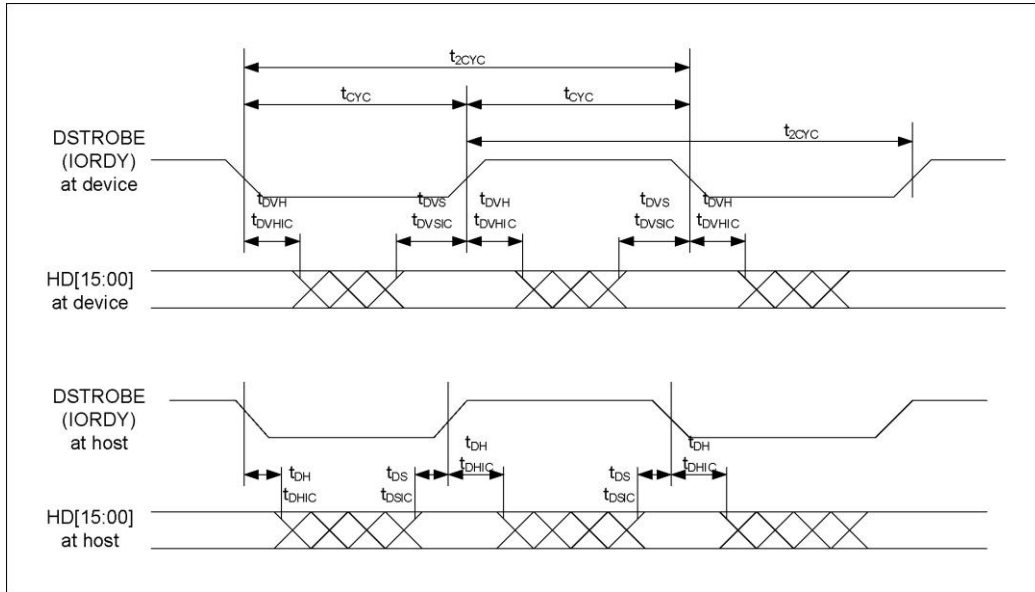 t2CYC
tCYC tCYC
t2CYC
DSTROBE
(IORDY)
at device
tDVH tDVS tDVH tDVS tDVH
tDVHIC tDVSIC tDVHIC tDVSIC tDVHIC
HD[15:00]
at device
DSTROBE
(IORDY)
at host
tDH tDH
tDH tDS tDHIC tDS tDHIC
tDHIC tDSIC tDSIC
HD[15:00]
at host